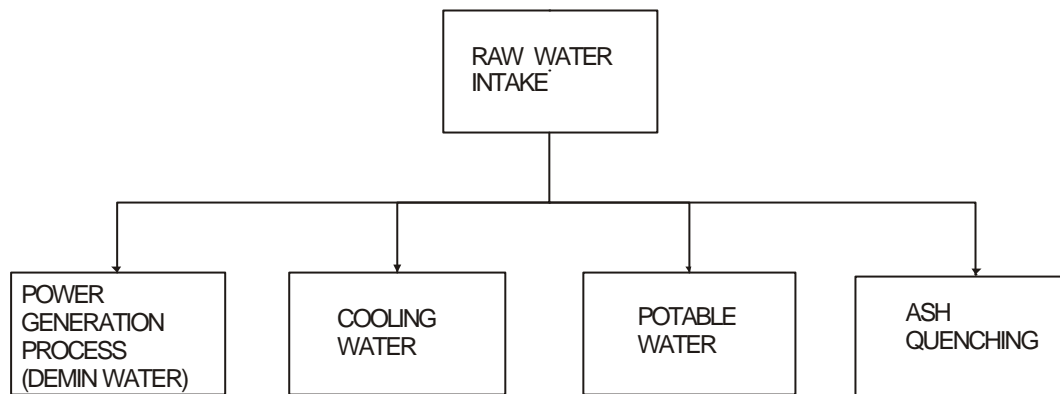 RAW WATER
INTAKE
POWER
GENERATION
PROCESS
(DEMIN WATER)
COOLING
WATER
POTABLE
WATER
ASH
QUENCHING